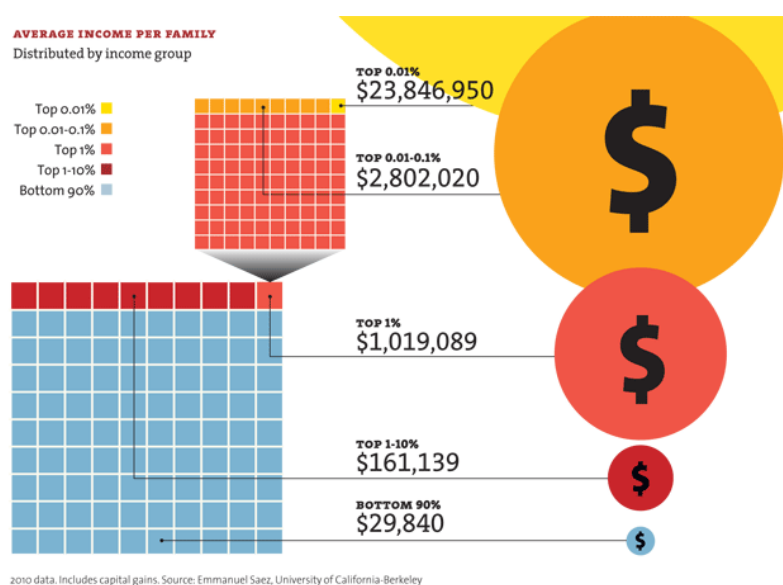 AVERAGE INCOME PER FAMILY
Distributed by income group
Top 0.01%
Top 0.01-0.1%
Top 1%
Top 1-10%
Bottom 90%
TOP 0.01%
$23,846,950
TOP 0.01-0.1%
$2,802,020
$
TOP 1%
$1,019,089
$
TOP 1-10%
$161,139
$
BOTTOM 90%
$29,840
$
2010 data. Includes capital gains. Source: Emmanuel Saez, University of California-Berkeley